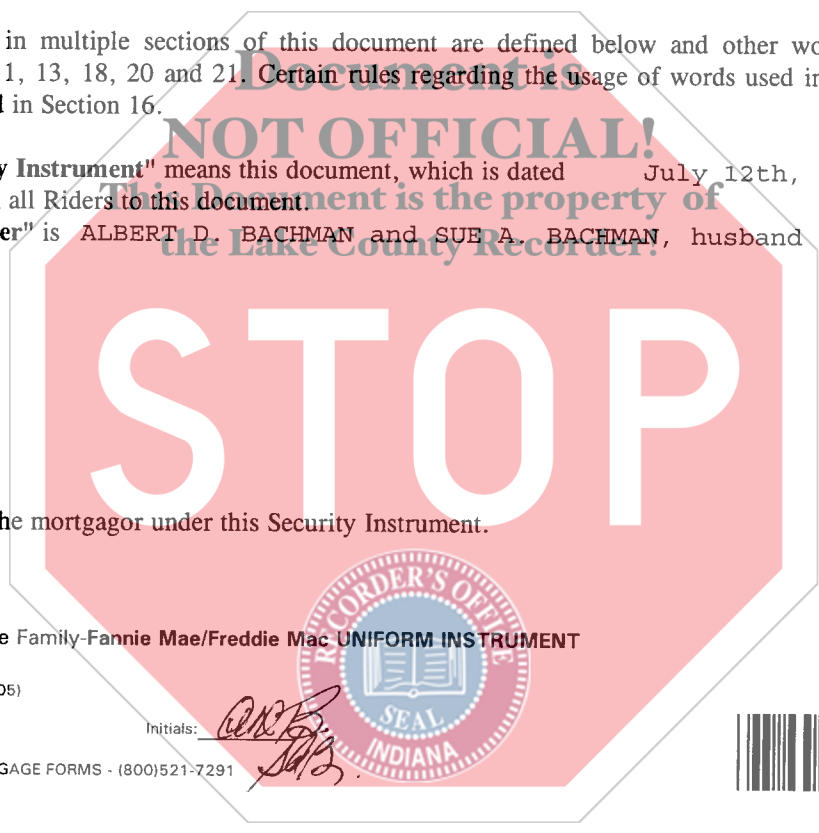 in multiple sections of this document are defined below and other wo
1, 13, 18, 20 and 21. Certain rules regarding the usage of words used in
in Section 16.
Document is
NOT OFFICIAL!
This Document is the property of
the Lake County Recorder!
y Instrument" means this document, which is dated July 12th,
all Riders to this document.
er" is ALBERT D. BACHMAN and SUE A. BACHMAN, husband
STOP
he mortgagor under this Security Instrument.
e Family-Fannie Mae/Freddie Mac UNIFORM INSTRUMENT
05)
Initials:
GAGE FORMS - (800)521-7291
RECORDER'S OFFICE
SEAL
INDIANA